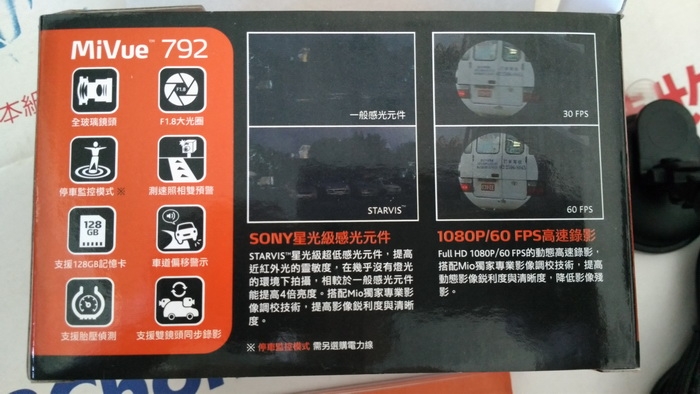 MiVue™ 792
全玻璃鏡頭
F1.8
F1.8大光圈
停車監控模式 ※
測速照相雙預警
128
GB
支援128GB記憶卡
車道偏移警示
支援胎壓偵測
支援雙鏡頭同步錄影
一般感光元件
STARVIS™
SONY星光級感光元件
STARVIS™星光級超低感光元件，提高
近紅外光的靈敏度，在幾乎沒有燈光
的環境下拍攝，相較於一般感光元件
能提高4倍亮度。搭配Mio獨家專業影
像調校技術，提高影像銳利度與清晰
度。
※ 停車監控模式 需另選購電力線
30 FPS
60 FPS
1080P/60 FPS高速錄影
Full HD 1080P/60 FPS的動態高速錄影，
搭配Mio獨家專業影像調校技術，提高
動態影像銳利度與清晰度，降低影像殘
影。
本組